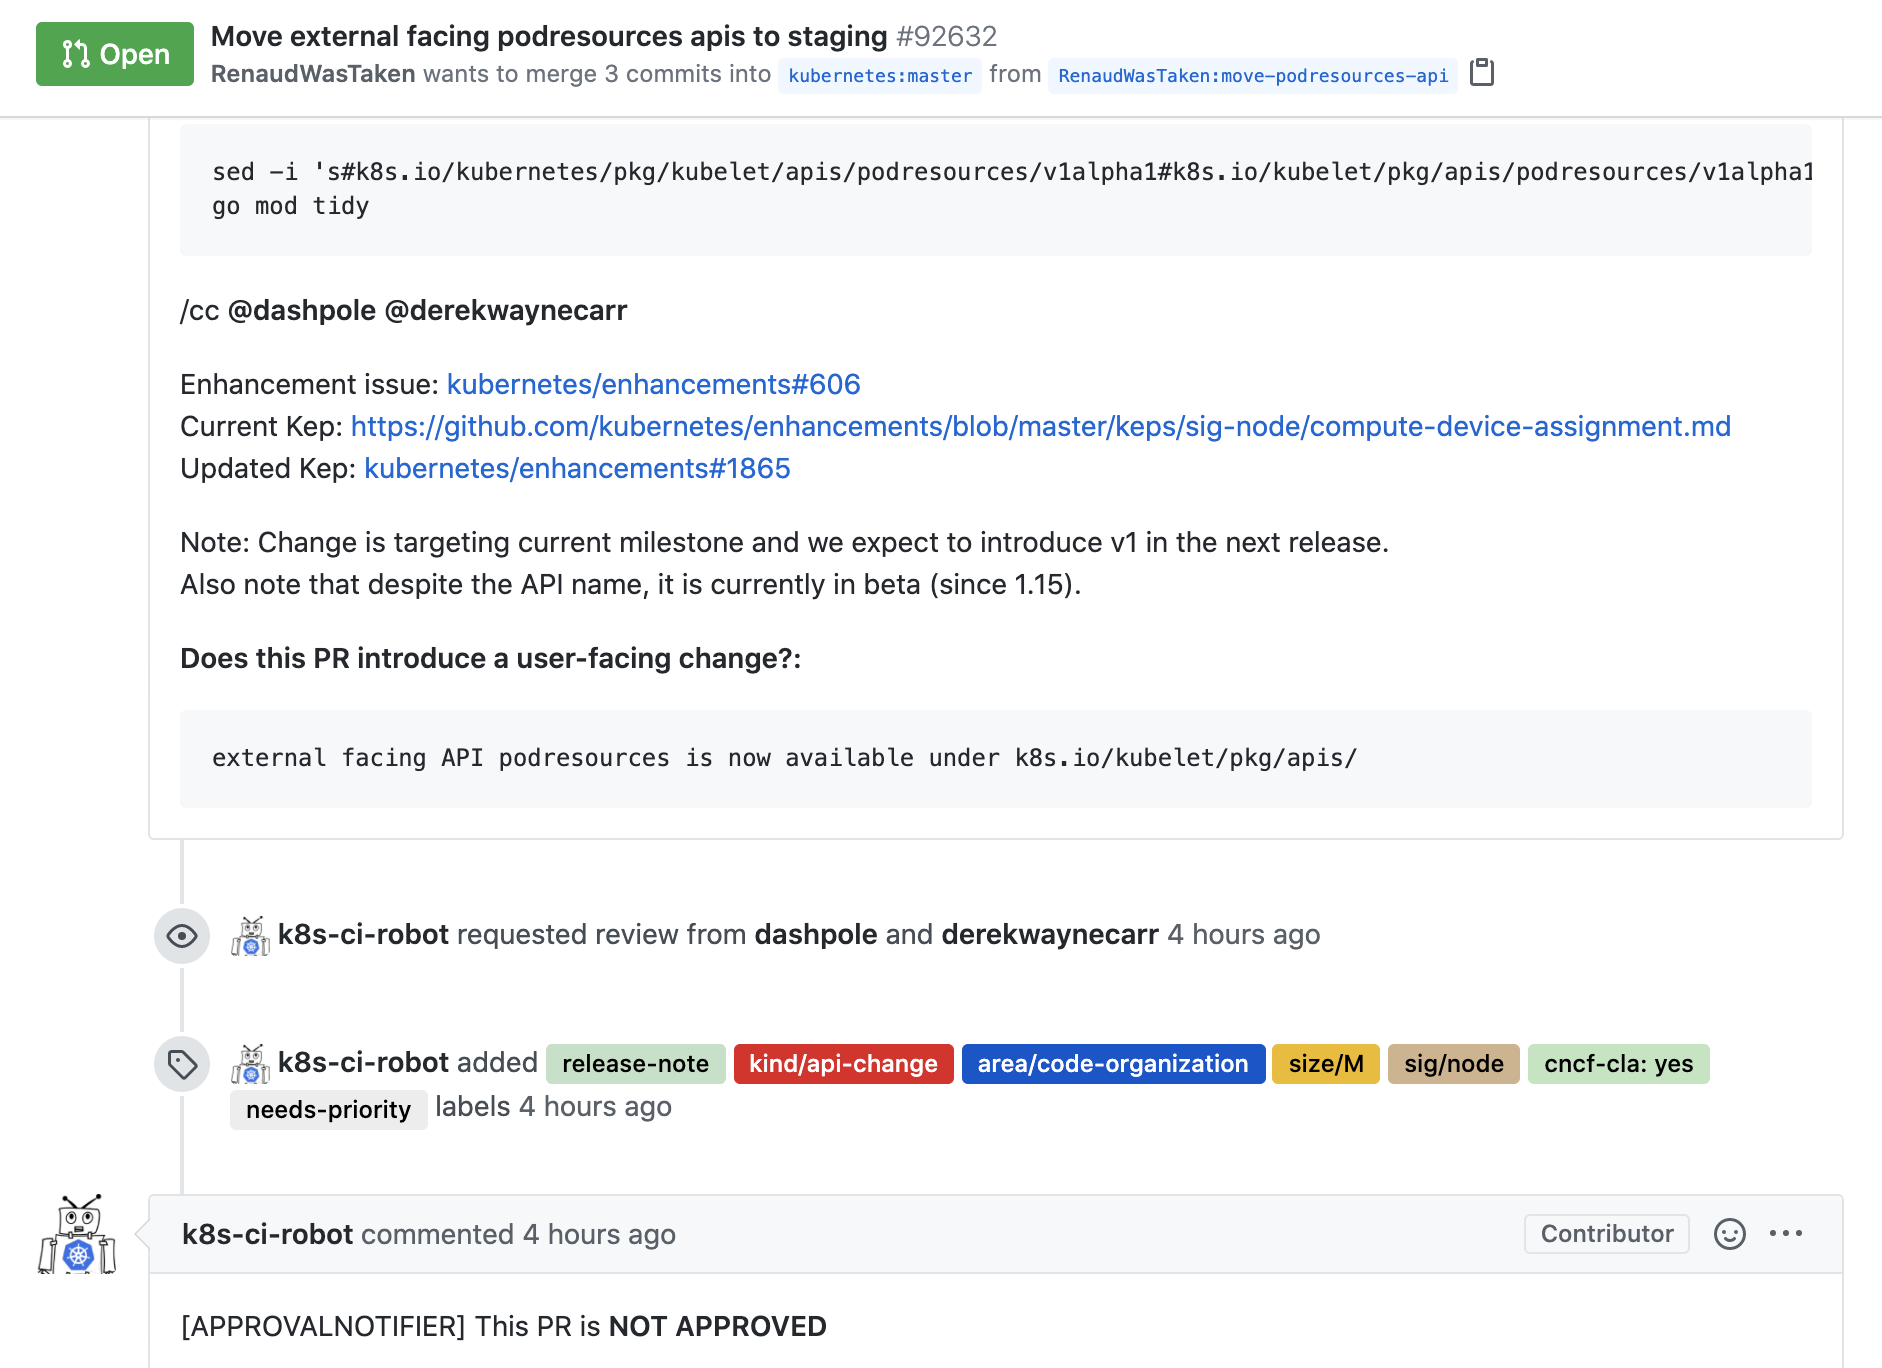 Open
Move external facing podresources apis to staging #92632
RenaudWasTaken wants to merge 3 commits into kubernetes:master from RenaudWasTaken:move-podresources-api
sed -i 's#k8s.io/kubernetes/pkg/kubelet/apis/podresources/v1alpha1#k8s.io/kubelet/pkg/apis/podresources/v1alpha1
go mod tidy
/cc @dashpole @derekwaynecarr
Enhancement issue: kubernetes/enhancements#606
Current Kep: https://github.com/kubernetes/enhancements/blob/master/keps/sig-node/compute-device-assignment.md
Updated Kep: kubernetes/enhancements#1865
Note: Change is targeting current milestone and we expect to introduce v1 in the next release.
Also note that despite the API name, it is currently in beta (since 1.15).
Does this PR introduce a user-facing change?:
external facing API podresources is now available under k8s.io/kubelet/pkg/apis/
k8s-ci-robot requested review from dashpole and derekwaynecarr 4 hours ago
k8s-ci-robot added release-note kind/api-change area/code-organization size/M sig/node cncf-cla: yes
needs-priority labels 4 hours ago
k8s-ci-robot commented 4 hours ago Contributor
[APPROVALNOTIFIER] This PR is NOT APPROVED